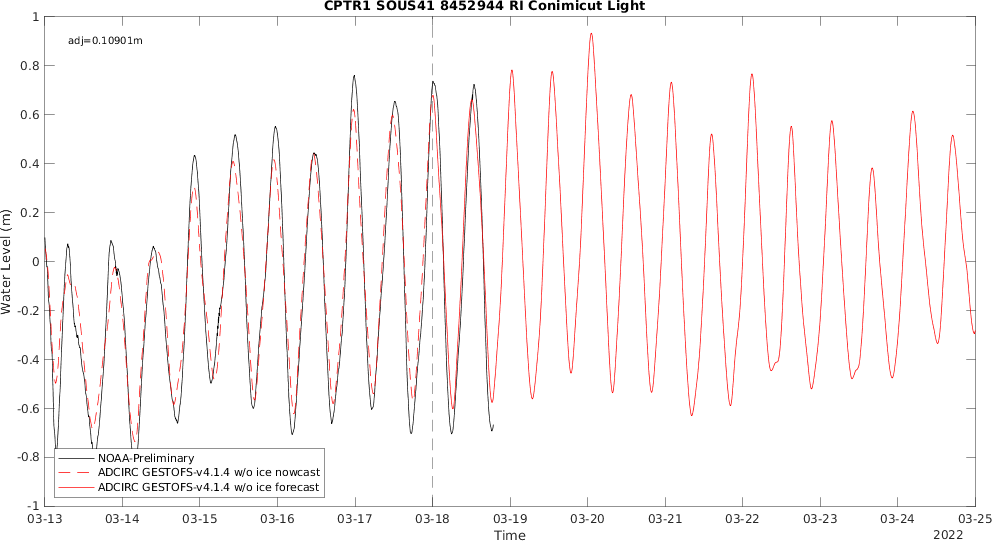 CPTR1 SOUS41 8452944 RI Conimicut Light
adj=0.10901m
Water Level (m)
1
0.8
0.6
0.4
0.2
0
-0.2
-0.4
-0.6
-0.8
-1
NOAA-Preliminary
ADCIRC GESTOFS-v4.1.4 w/o ice nowcast
ADCIRC GESTOFS-v4.1.4 w/o ice forecast
03-13 03-14 03-15 03-16 03-17 03-18 03-19 03-20 03-21 03-22 03-23 03-24 03-25
Time
2022